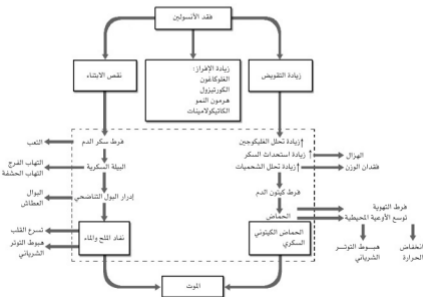 فقد الأنسولين
زيادة التقويض
زيادة الإفراز:
الغلوكاغون
الكورتيزول
هرمون النمو
الكاتيكولامينات
نقص الابتناء
زيادة تحلل الغليكوجين
زيادة استحداث السكر
زيادة تحلل الشحميات
الهزال
فقدان الوزن
فرط كيتون الدم
الحماض
فرط التهوية
توسع الأوعية المحيطية
انخفاض
الحرارة
هبوط التوتر
الشرياني
الحماض الكيتوني
السكري
فرط سكر الدم
التعب
البيلة السكرية
التهاب الفرج
التهاب الحشفة
إدرار البول التناضحي
البوال
العطاش
نفاد الملح والماء
تسرع القلب
هبوط التوتر
الشرياني
الموت